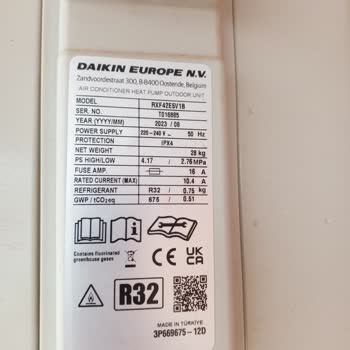 DAIKIN EUROPE N.V.
Zandvoordestraat 300, B-8400 Oostende, Belgium
AIR CONDITIONER HEAT PUMP OUTDOOR UNIT
MODEL RXF42E5V1B
SER. NO. T016885
YEAR (YYYY/MM) 2023 / 08
POWER SUPPLY 220-240 V ~ 50 Hz
PROTECTION IPX4
NET WEIGHT 28 kg
PS HIGH/LOW 4.17 / 2.76 MPa
FUSE AMP. 16 A
RATED CURRENT (MAX) 10.4 A
REFRIGERANT R32 / 0.75 kg
GWP / tCO2eq 675 / 0.51
Contains fluorinated
greenhouse gases
CE
UK
CA
R32
MADE IN TÜRKİYE
3P669675-12D